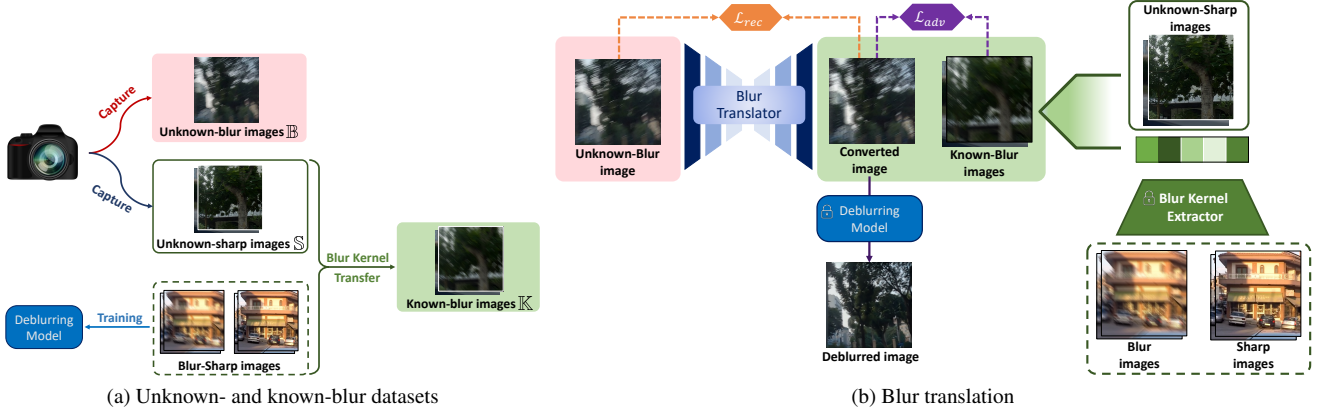 Capture
Unknown-blur images 𝔹
Capture
Unknown-sharp images 𝕊
Blur Kernel
Transfer
Known-blur images 𝕂
Deblurring
Model
Training
Blur-Sharp images
(a) Unknown- and known-blur datasets
ℒrec
ℒadv
Blur
Translator
Unknown-Blur
image
Converted
image
Known-Blur
images
Deblurring
Model
Deblurred image
Unknown-Sharp
images
Blur Kernel
Extractor
Blur
images
Sharp
images
(b) Blur translation